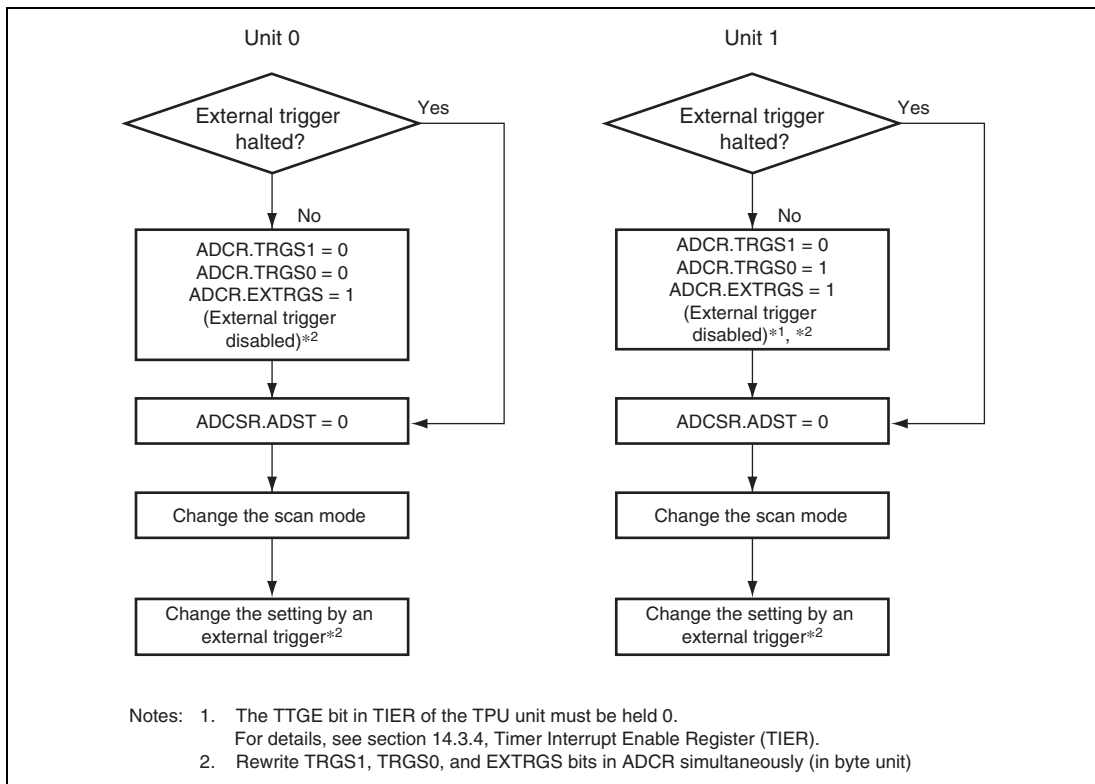 Unit 0
External trigger
halted?
Yes
No
ADCR.TRGS1 = 0
ADCR.TRGS0 = 0
ADCR.EXTRGS = 1
(External trigger
disabled)*2
ADCSR.ADST = 0
Change the scan mode
Change the setting by an
external trigger*2
Unit 1
External trigger
halted?
Yes
No
ADCR.TRGS1 = 0
ADCR.TRGS0 = 1
ADCR.EXTRGS = 1
(External trigger
disabled)*1, *2
ADCSR.ADST = 0
Change the scan mode
Change the setting by an
external trigger*2
Notes: 1. The TTGE bit in TIER of the TPU unit must be held 0.
For details, see section 14.3.4, Timer Interrupt Enable Register (TIER).
2. Rewrite TRGS1, TRGS0, and EXTRGS bits in ADCR simultaneously (in byte unit)